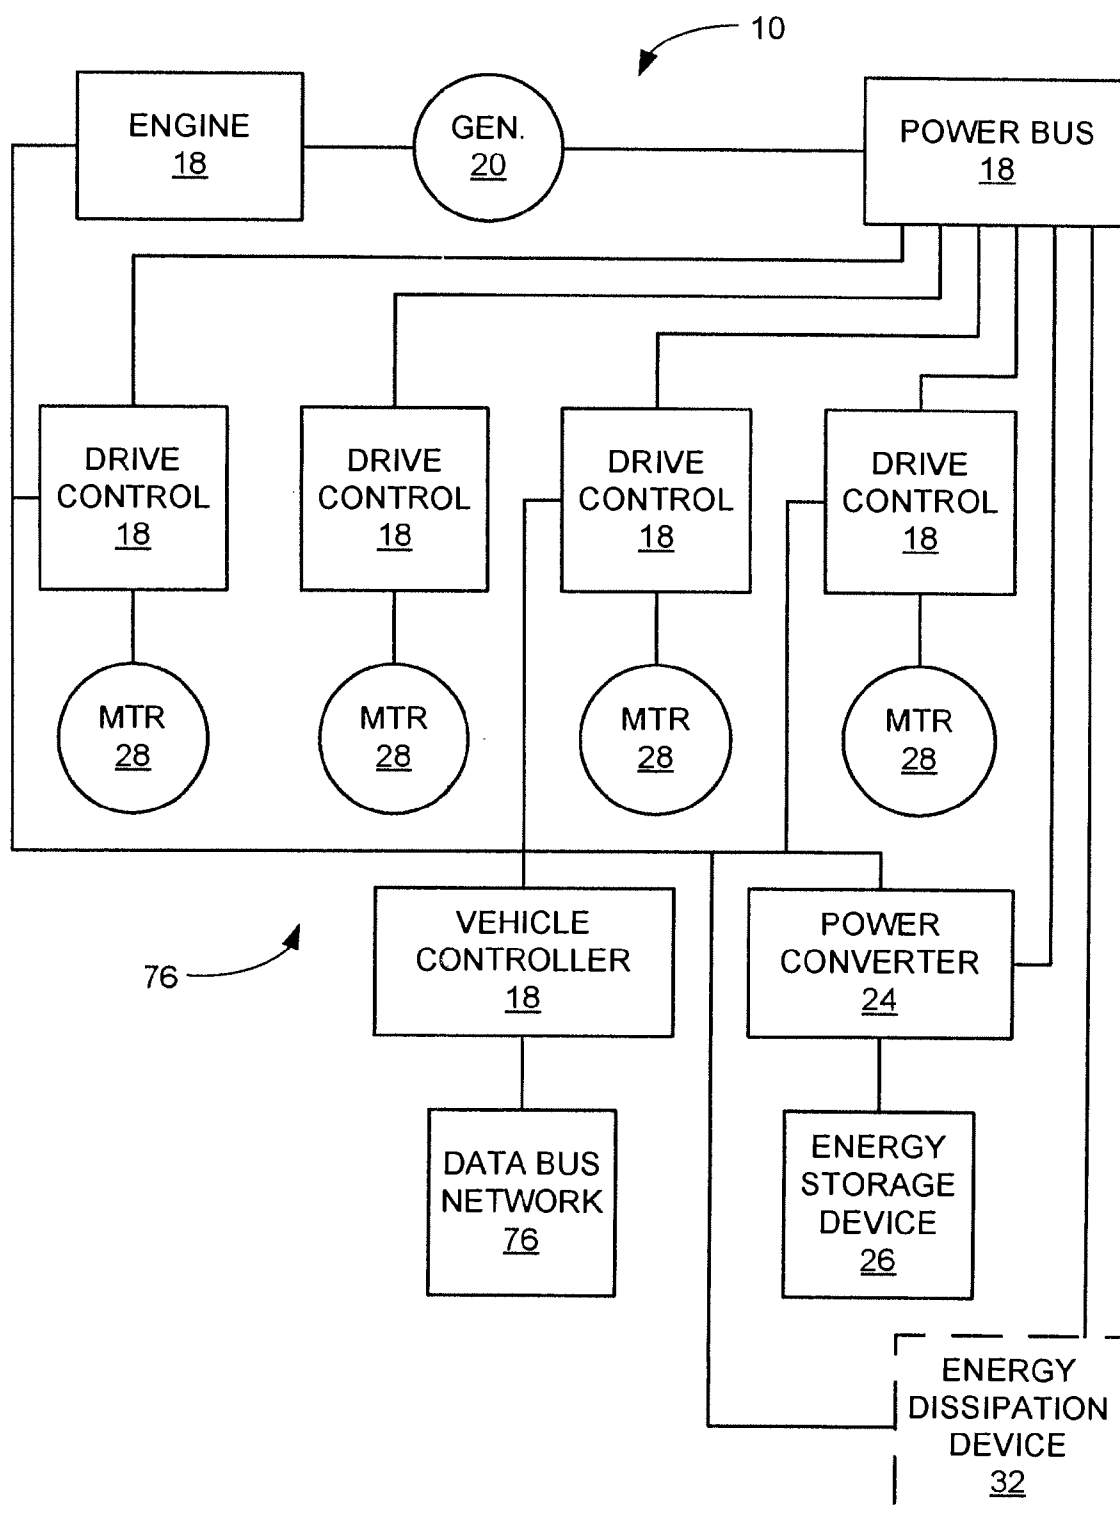 10
ENGINE
18
GEN.
20
POWER BUS
18
DRIVE
CONTROL
18
DRIVE
CONTROL
18
DRIVE
CONTROL
18
DRIVE
CONTROL
18
MTR
28
MTR
28
MTR
28
MTR
28
76
VEHICLE
CONTROLLER
18
POWER
CONVERTER
24
DATA BUS
NETWORK
76
ENERGY
STORAGE
DEVICE
26
ENERGY
DISSIPATION
DEVICE
32